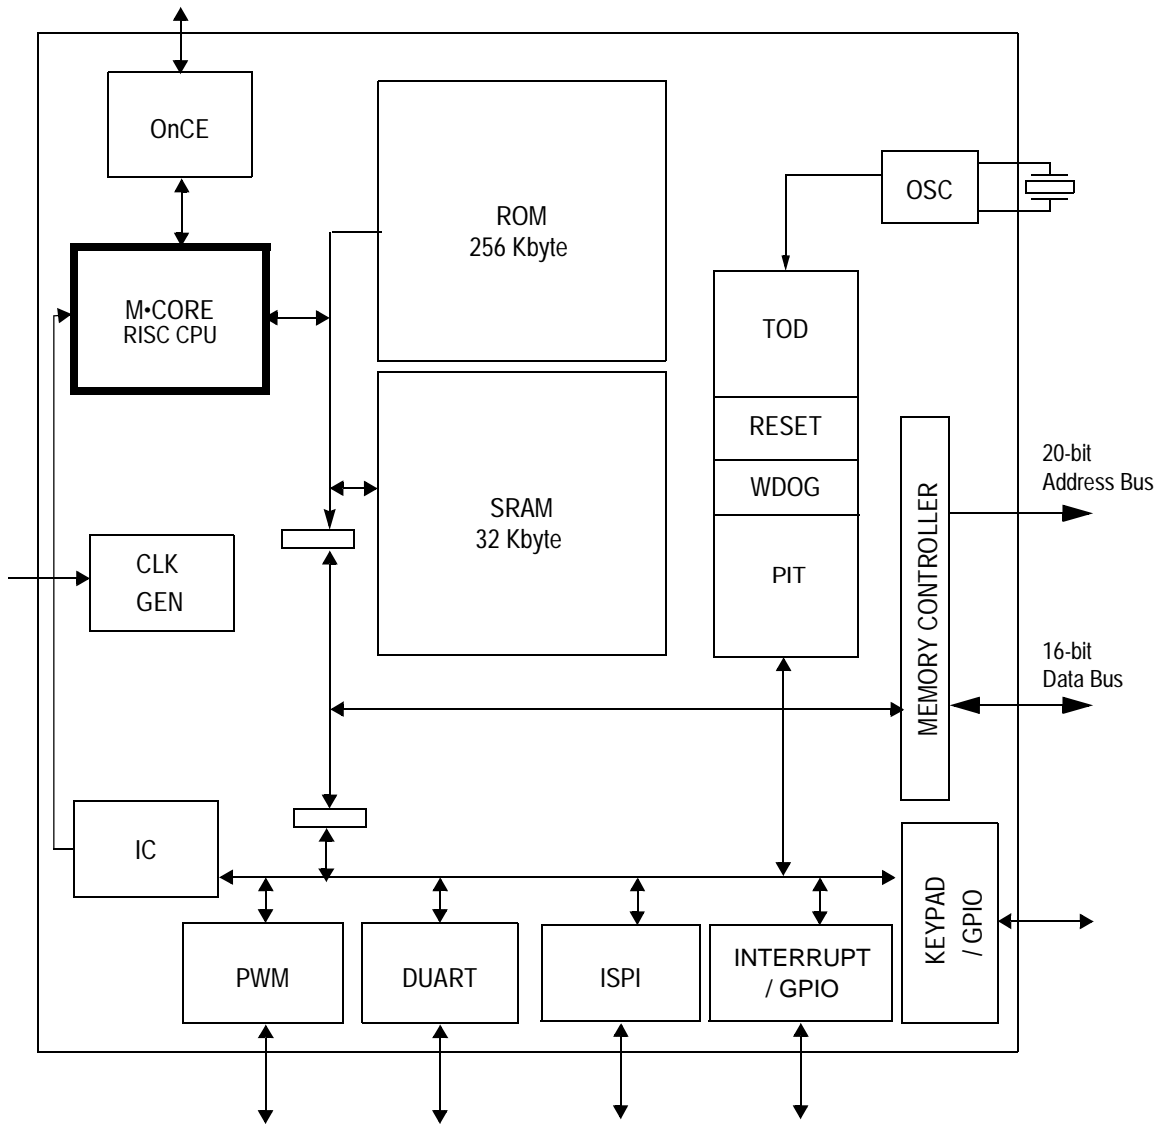 OnCE
ROM
256 Kbyte
OSC
M•CORE
RISC CPU
TOD
RESET
WDOG
PIT
SRAM
32 Kbyte
CLK
GEN
MEMORY CONTROLLER
20-bit
Address Bus
16-bit
Data Bus
IC
KEYPAD
/ GPIO
PWM
DUART
ISPI
INTERRUPT
/ GPIO